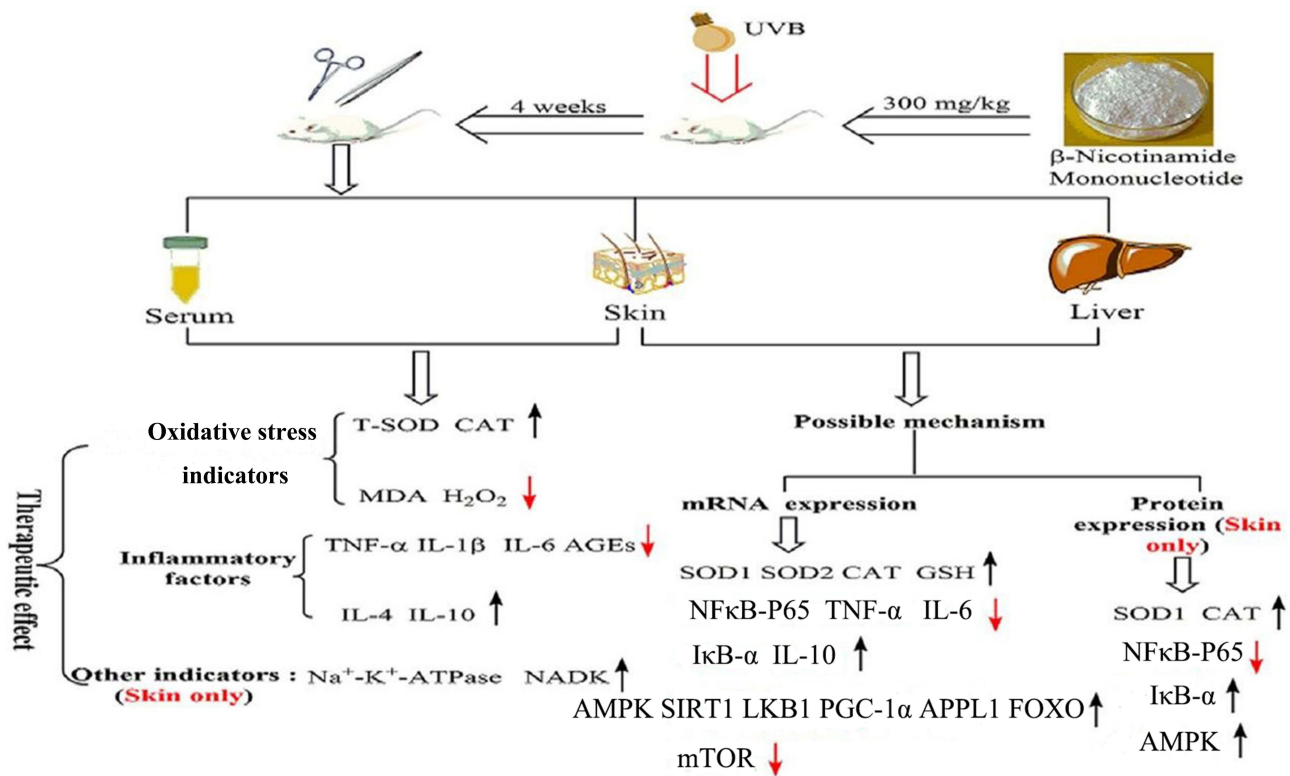 UVB
4 weeks
300 mg/kg
β-Nicotinamide
Mononucleotide
Serum
Skin
Liver
Therapeutic effect
Oxidative stress
indicators
T-SOD CAT
MDA H₂O₂
Inflammatory
factors
TNF-α IL-1β IL-6 AGEs
IL-4 IL-10
Other indicators : Na⁺-K⁺-ATPase NADK
(Skin only)
Possible mechanism
mRNA expression
SOD1 SOD2 CAT GSH
NFκB-P65 TNF-α IL-6
IκB-α IL-10
AMPK SIRT1 LKB1 PGC-1α APPL1 FOXO
mTOR
Protein
expression (Skin
only)
SOD1 CAT
NFκB-P65
IκB-α
AMPK